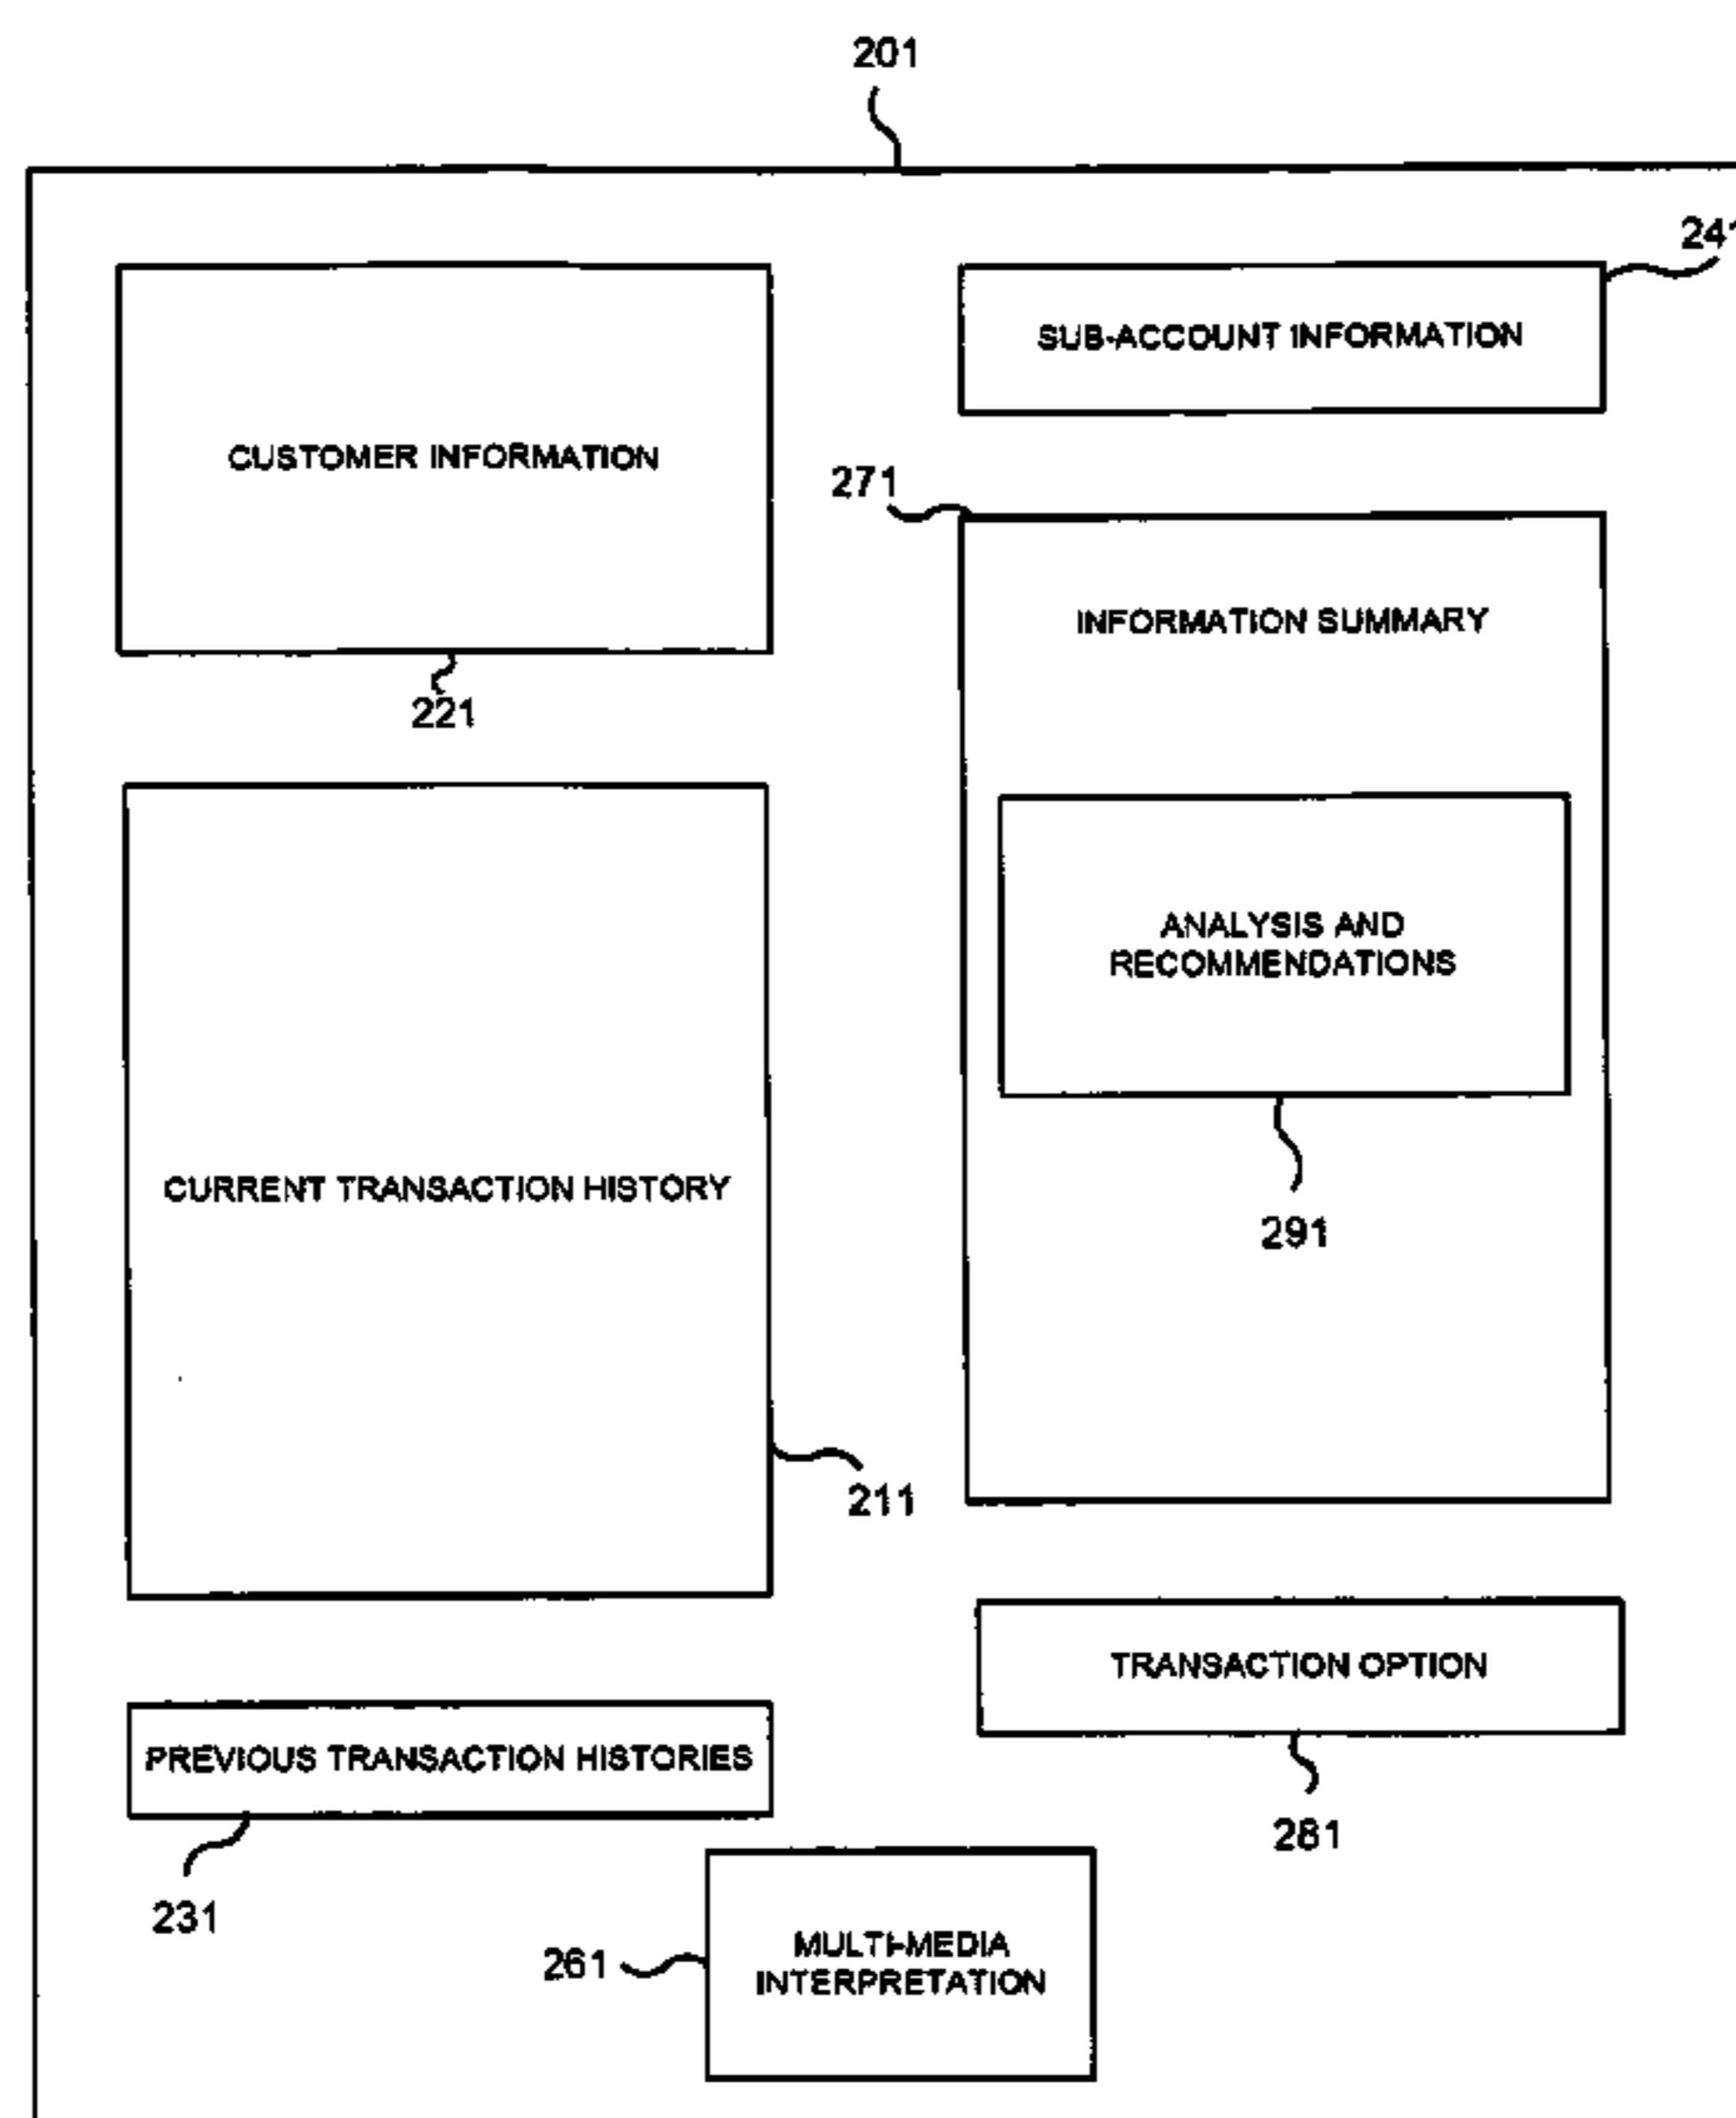 201
241
SUB-ACCOUNT INFORMATION
CUSTOMER INFORMATION
271
INFORMATION SUMMARY
221
ANALYSIS AND
RECOMMENDATIONS
CURRENT TRANSACTION HISTORY
291
211
TRANSACTION OPTION
PREVIOUS TRANSACTION HISTORIES
281
231
MULTI-MEDIA
INTERPRETATION
261